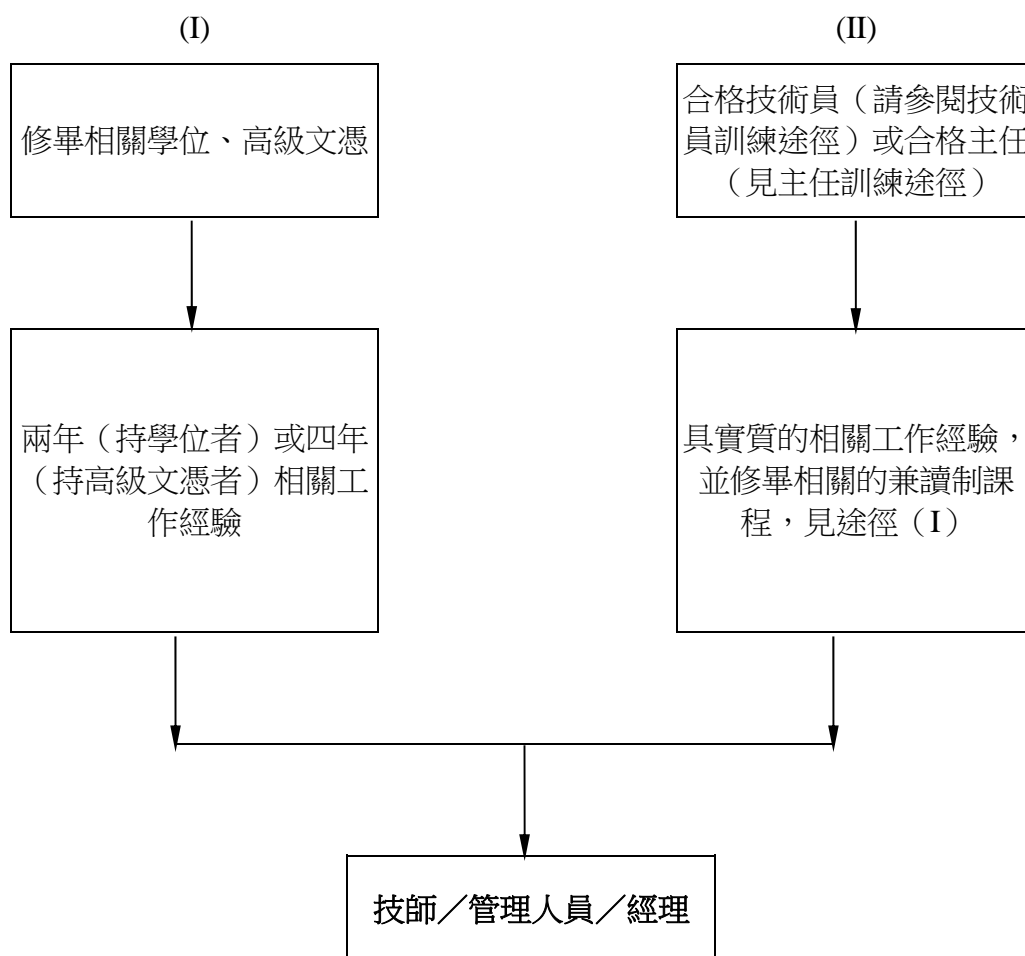 (I)
(II)
修畢相關學位、高級文憑
合格技術員（請參閱技術
員訓練途徑）或合格主任
（見主任訓練途徑）
兩年（持學位者）或四年
（持高級文憑者）相關工
作經驗
具實質的相關工作經驗，
並修畢相關的兼讀制課
程，見途徑（I）
技師／管理人員／經理